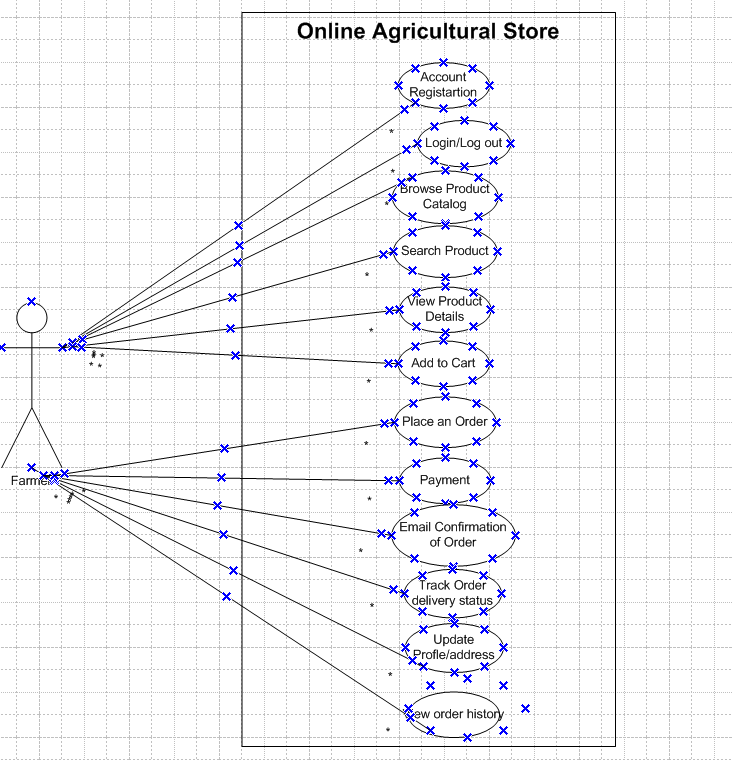 Online Agricultural Store
Account
Registartion
Login/Log out
Browse Product
Catalog
Search Product
View Product
Details
Add to Cart
Place an Order
Payment
Farmer
Email Confirmation
of Order
Track Order
delivery status
Update
Profle/address
View order history